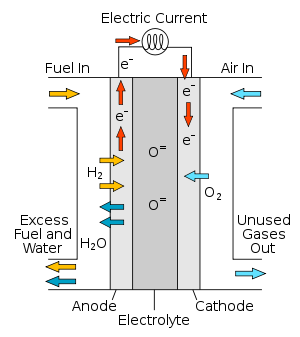 Electric Current
e-
Fuel In
Air In
e-
e-
e-
O=
H2
O2
O=
Excess
Fuel and
Water
H2O
Unused
Gases
Out
Anode
Cathode
Electrolyte